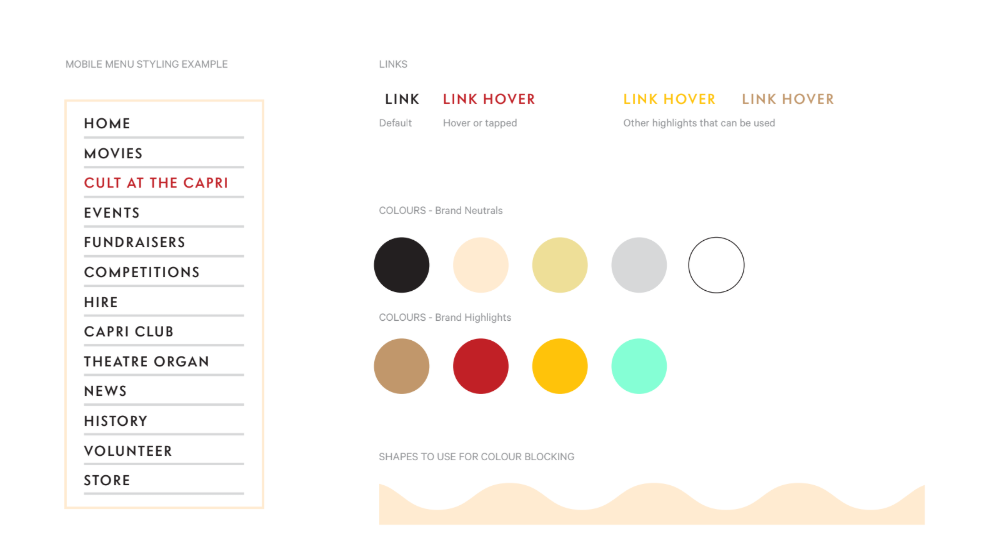 MOBILE MENU STYLING EXAMPLE
HOME
MOVIES
CULT AT THE CAPRI
EVENTS
FUNDRAISERS
COMPETITIONS
HIRE
CAPRI CLUB
THEATRE ORGAN
NEWS
HISTORY
VOLUNTEER
STORE
LINKS
LINK LINK HOVER LINK HOVER LINK HOVER
Default Hover or tapped Other highlights that can be used
COLOURS - Brand Neutrals
COLOURS - Brand Highlights
SHAPES TO USE FOR COLOUR BLOCKING